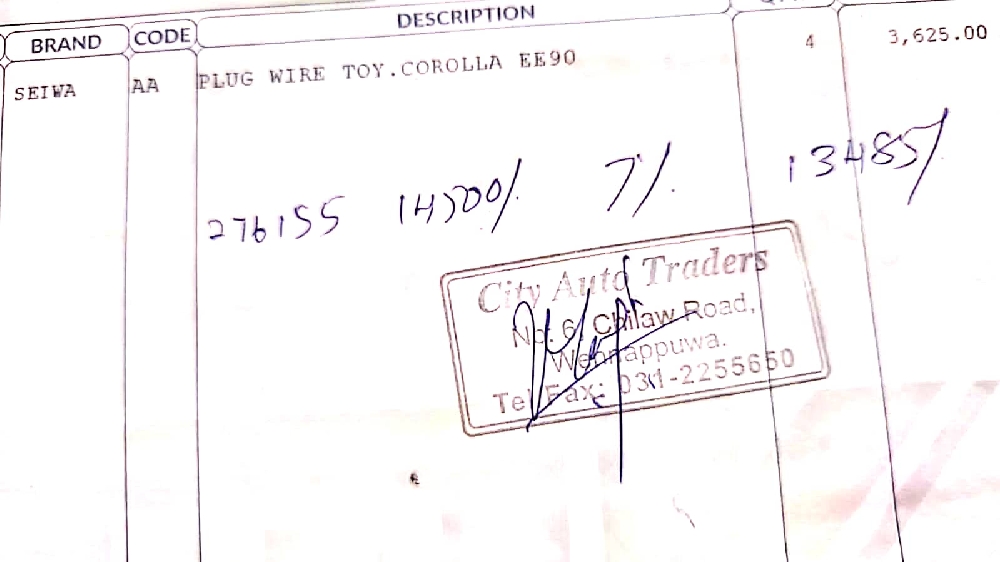 DESCRIPTION
BRAND CODE
SEIWA AA PLUG WIRE TOY.COROLLA EE90 4 3,625.00
276155 14500/. 7%. 13485/
City Auto Traders
No. 6, Chilaw Road,
Wennappuwa.
Tel Fax: 031-2255650